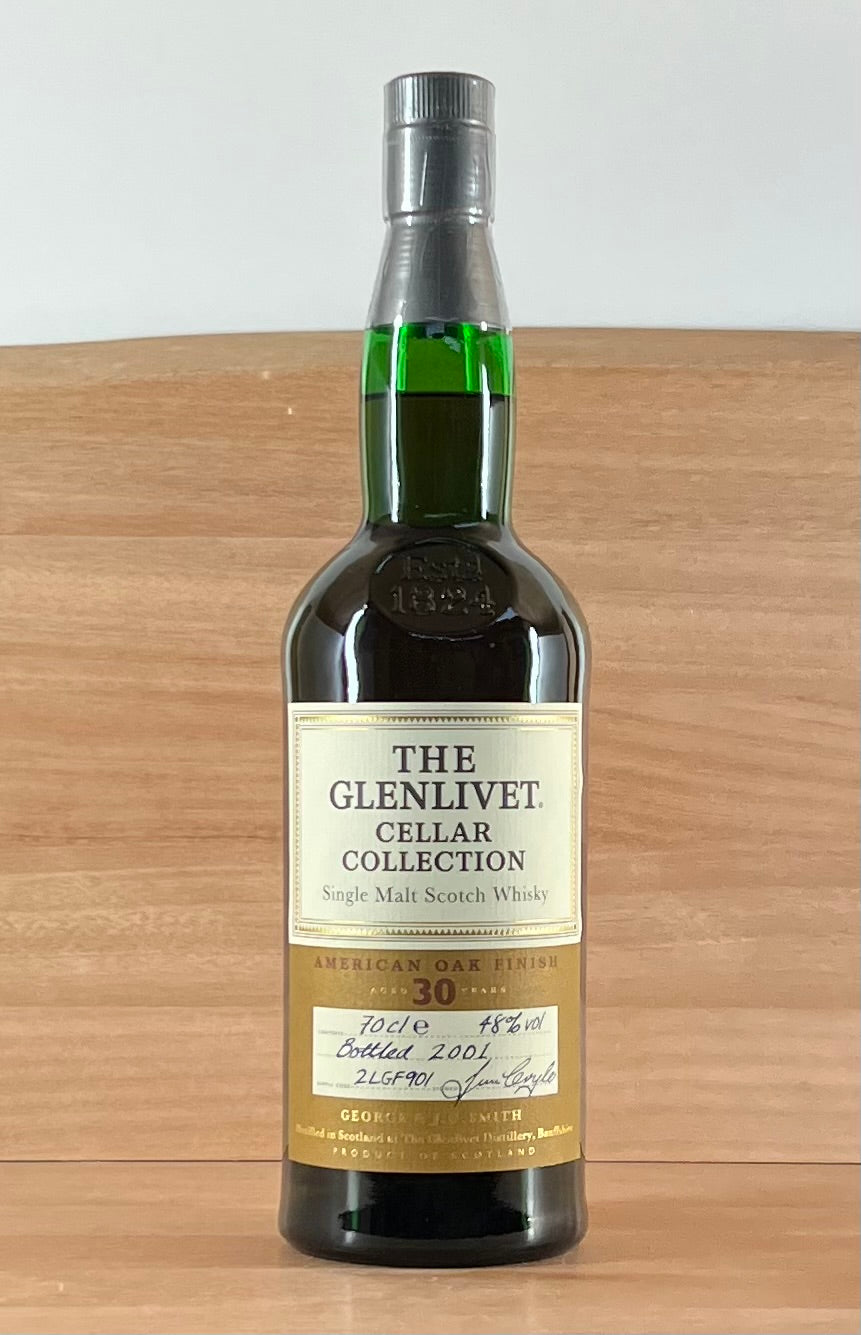 Estd
1824
THE
GLENLIVET.
CELLAR
COLLECTION
Single Malt Scotch Whisky
AMERICAN OAK FINISH
AGED 30 YEARS
70cl e 48% vol
Bottled 2001
2LGF901
GEORGE & J.G. SMITH
Distilled in Scotland at The Glenlivet Distillery, Banffshire
PRODUCT OF SCOTLAND